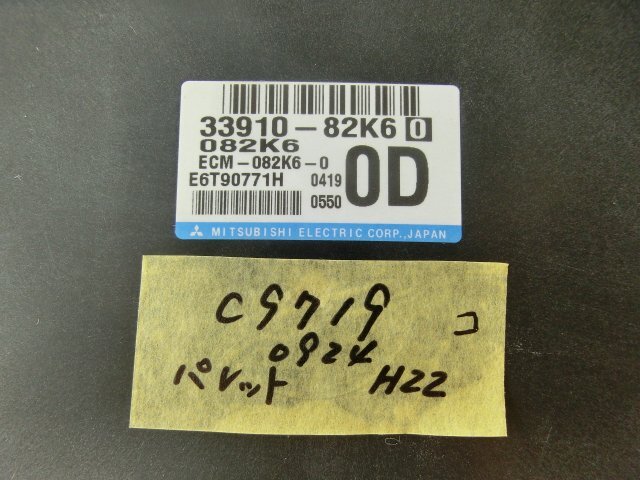 33910-82K6 0
082K6
ECM-082K6-0
E6T90771H 0419
0550
0D
MITSUBISHI ELECTRIC CORP., JAPAN
C9719 コ
0924
パレット H22